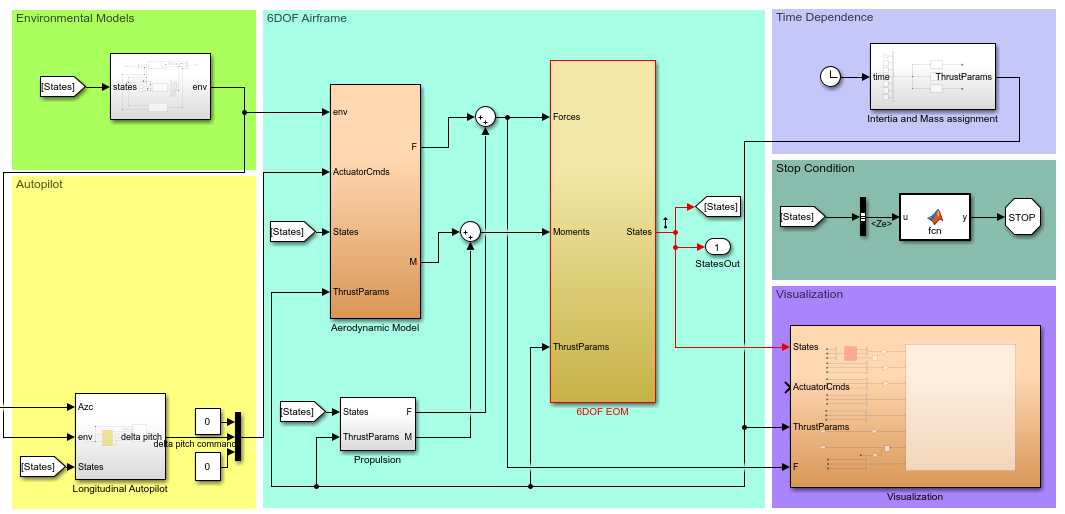 Environmental Models
[States]
states
env
Autopilot
Azc
env
States
delta pitch
[States]
Longitudinal Autopilot
delta pitch command
0
0
6DOF Airframe
env
ActuatorCmds
States
ThrustParams
F
M
[States]
Aerodynamic Model
[States]
States
ThrustParams
F
M
Propulsion
Forces
Moments
ThrustParams
States
6DOF EOM
[States]
1
StatesOut
Time Dependence
time
ThrustParams
Intertia and Mass assignment
Stop Condition
[States]
<Ze>
u
y
fcn
STOP
Visualization
States
ActuatorCmds
ThrustParams
F
Visualization